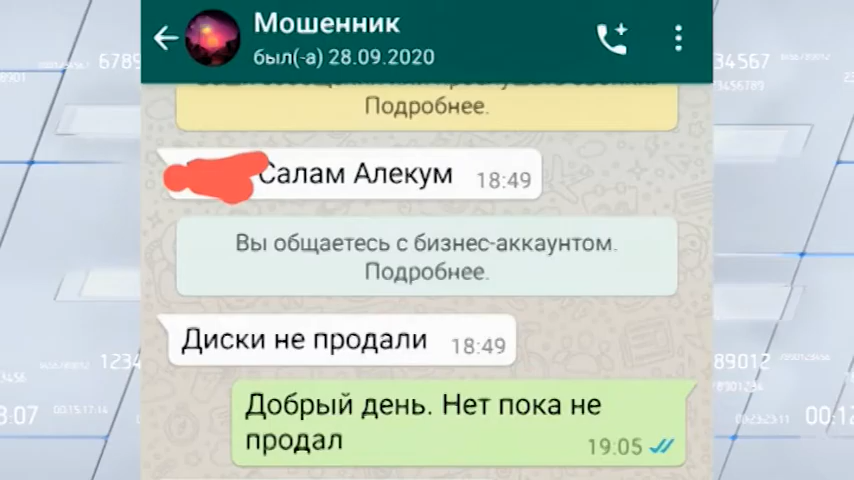 Мошенник
был(-а) 28.09.2020
Подробнее.
Салам Алекум 18:49
Вы общаетесь с бизнес-аккаунтом.
Подробнее.
Диски не продали 18:49
Добрый день. Нет пока не
продал 19:05